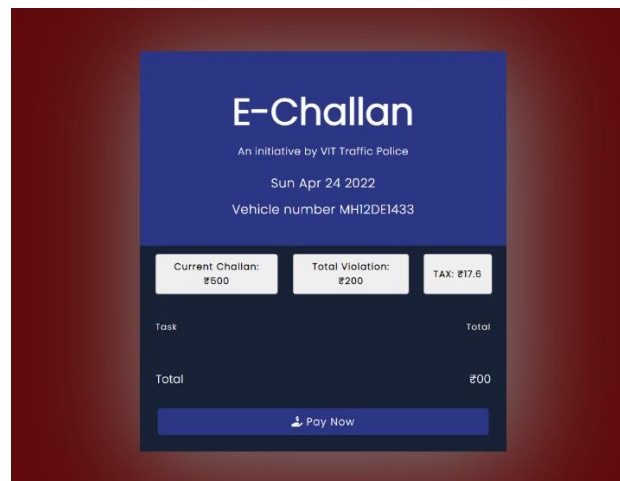 E-Challan
An initiative by VIT Traffic Police
Sun Apr 24 2022
Vehicle number MH12DE1433
Current Challan:
₹500
Total Violation:
₹200
TAX: ₹17.6
Task Total
Total ₹00
Pay Now